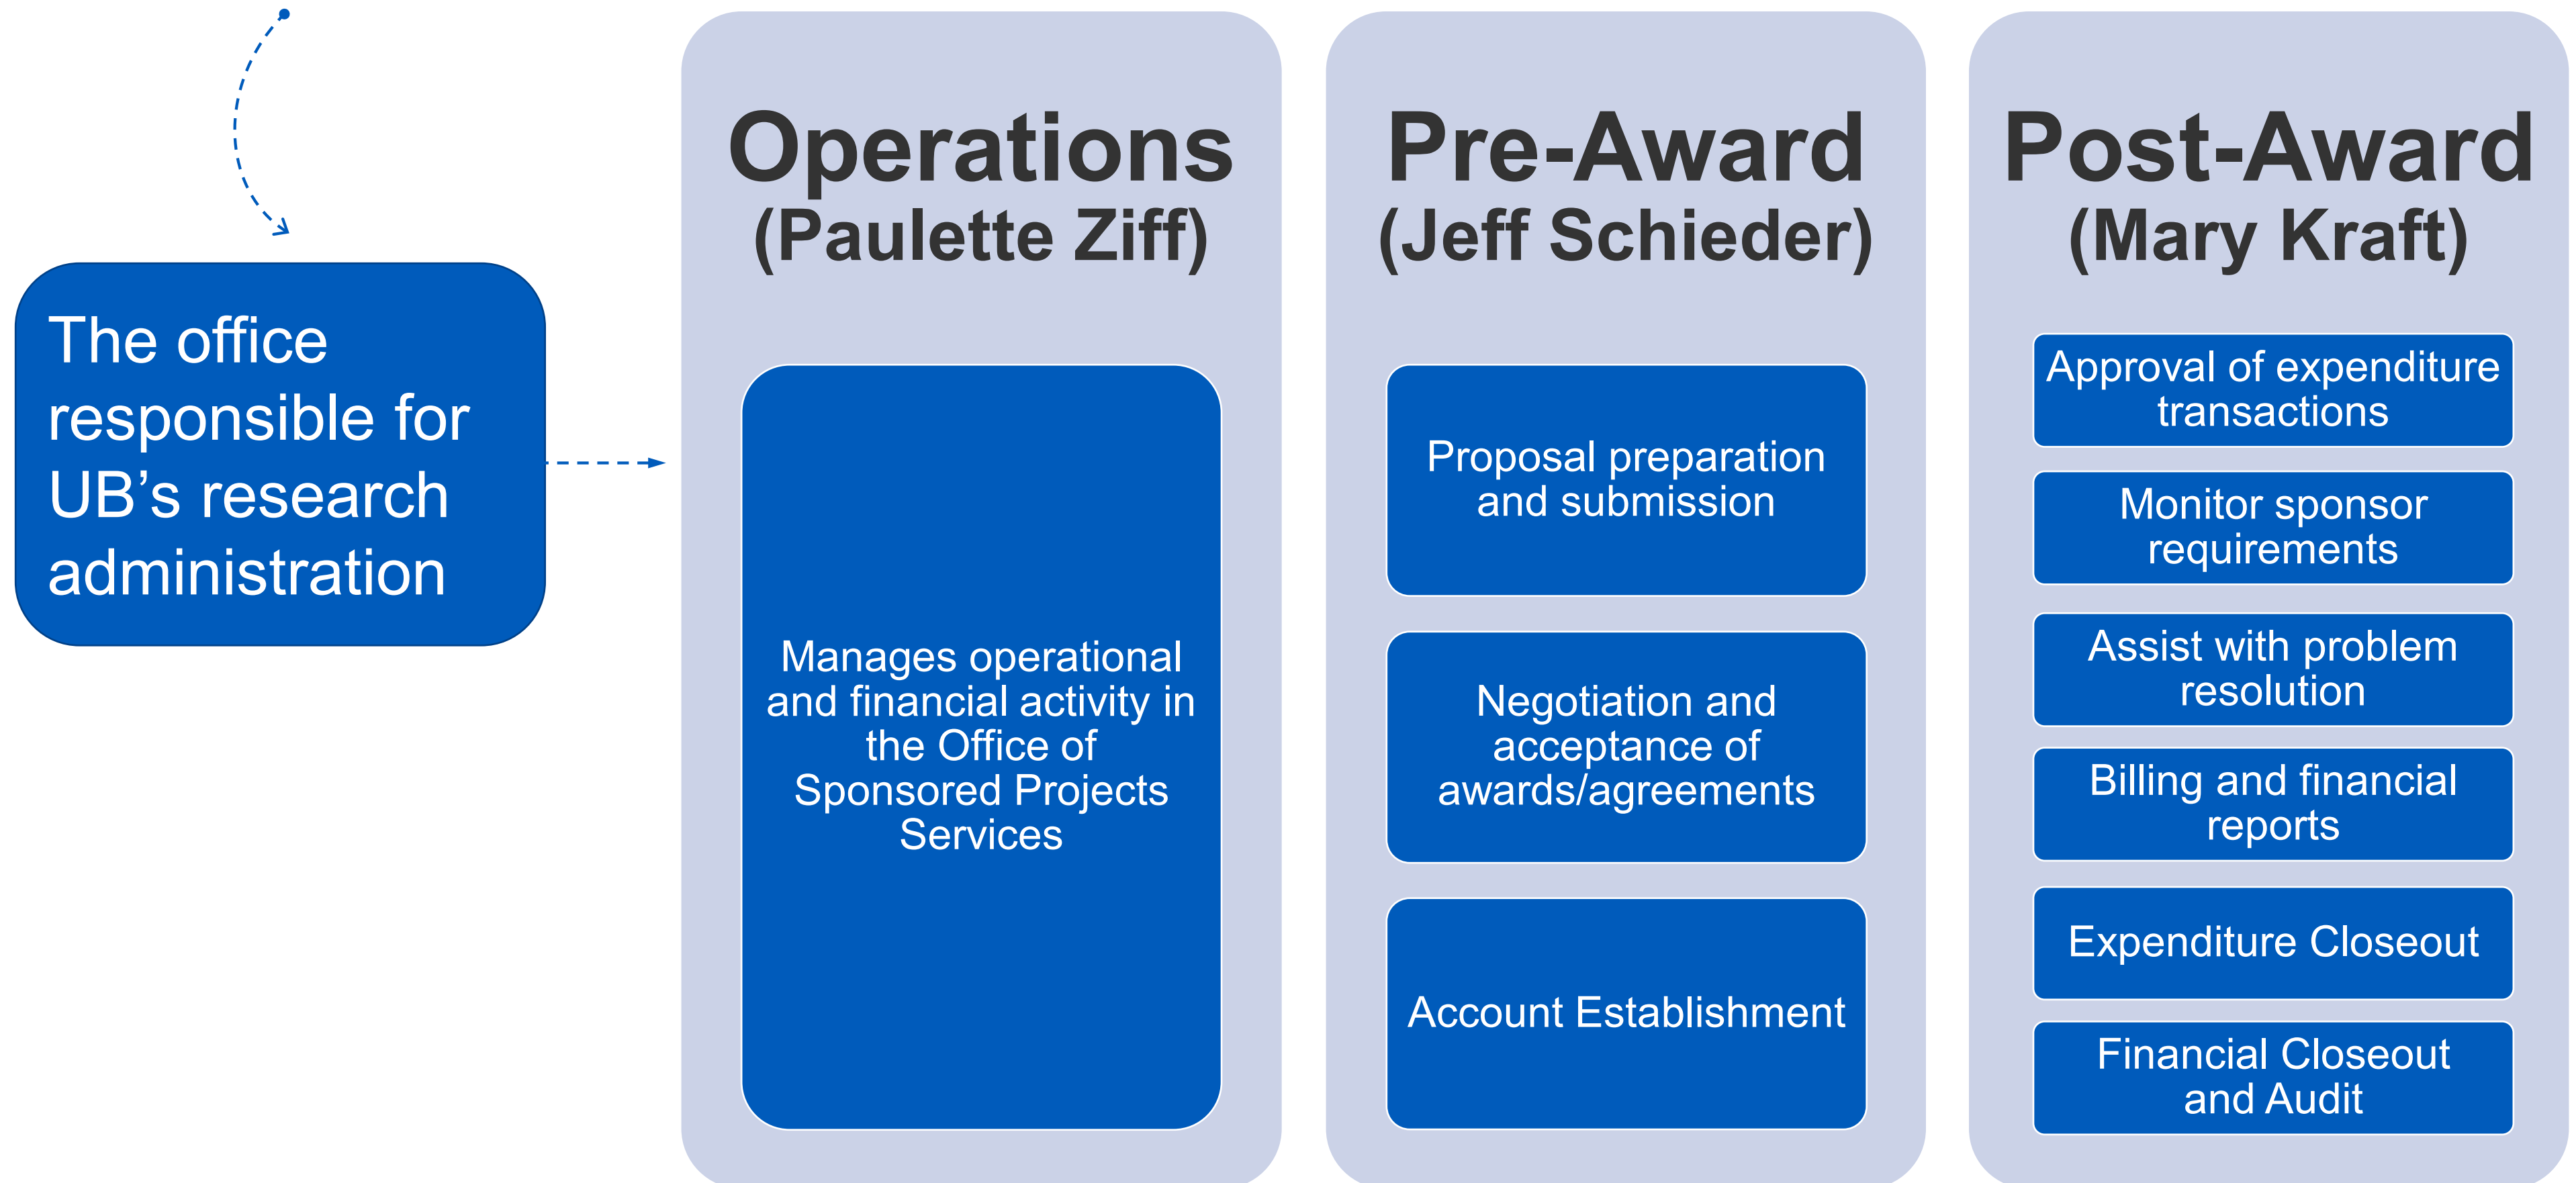 The office
responsible for
UB’s research
administration
Operations
(Paulette Ziff)
Manages operational
and financial activity in
the Office of
Sponsored Projects
Services
Pre-Award
(Jeff Schieder)
Proposal preparation
and submission
Negotiation and
acceptance of
awards/agreements
Account Establishment
Post-Award
(Mary Kraft)
Approval of expenditure
transactions
Monitor sponsor
requirements
Assist with problem
resolution
Billing and financial
reports
Expenditure Closeout
Financial Closeout
and Audit